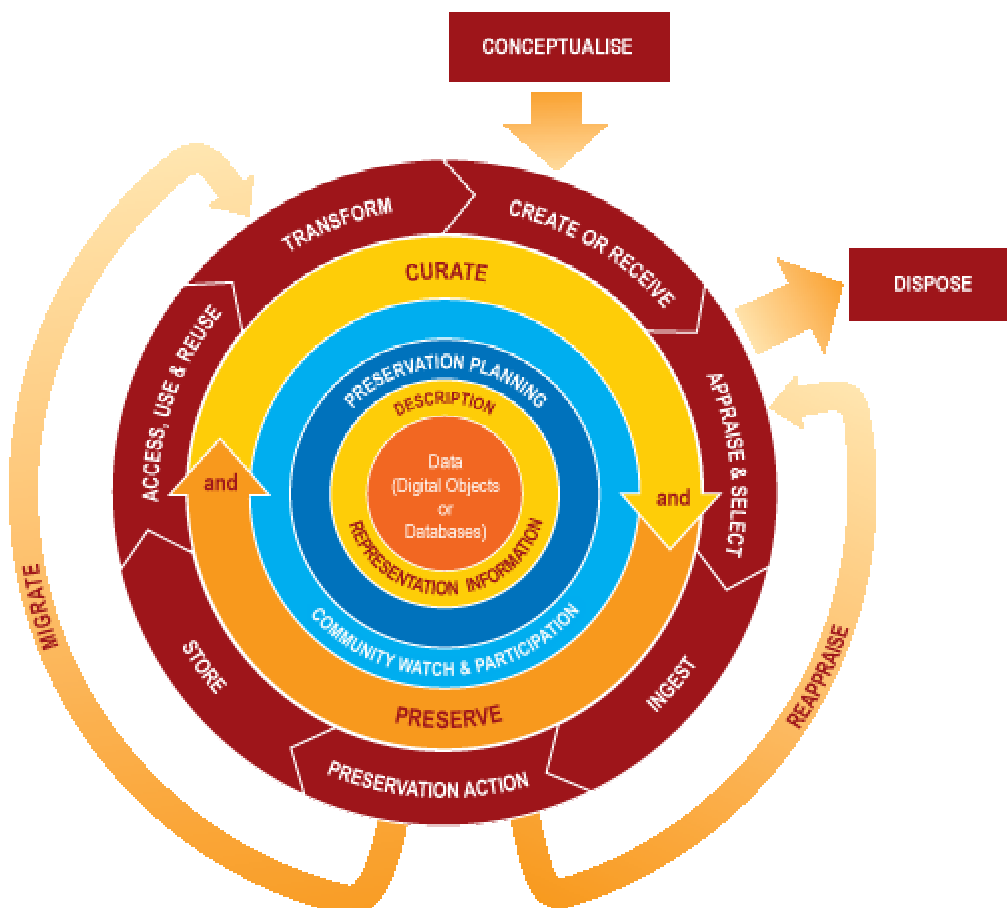 CONCEPTUALISE
CREATE OR RECEIVE
DISPOSE
APPRAISE & SELECT
INGEST
PRESERVATION ACTION
STORE
ACCESS, USE & REUSE
TRANSFORM
MIGRATE
REAPPRAISE
CURATE
and
PRESERVE
and
PRESERVATION PLANNING
COMMUNITY WATCH & PARTICIPATION
DESCRIPTION
REPRESENTATION INFORMATION
Data
(Digital Objects
or
Databases)